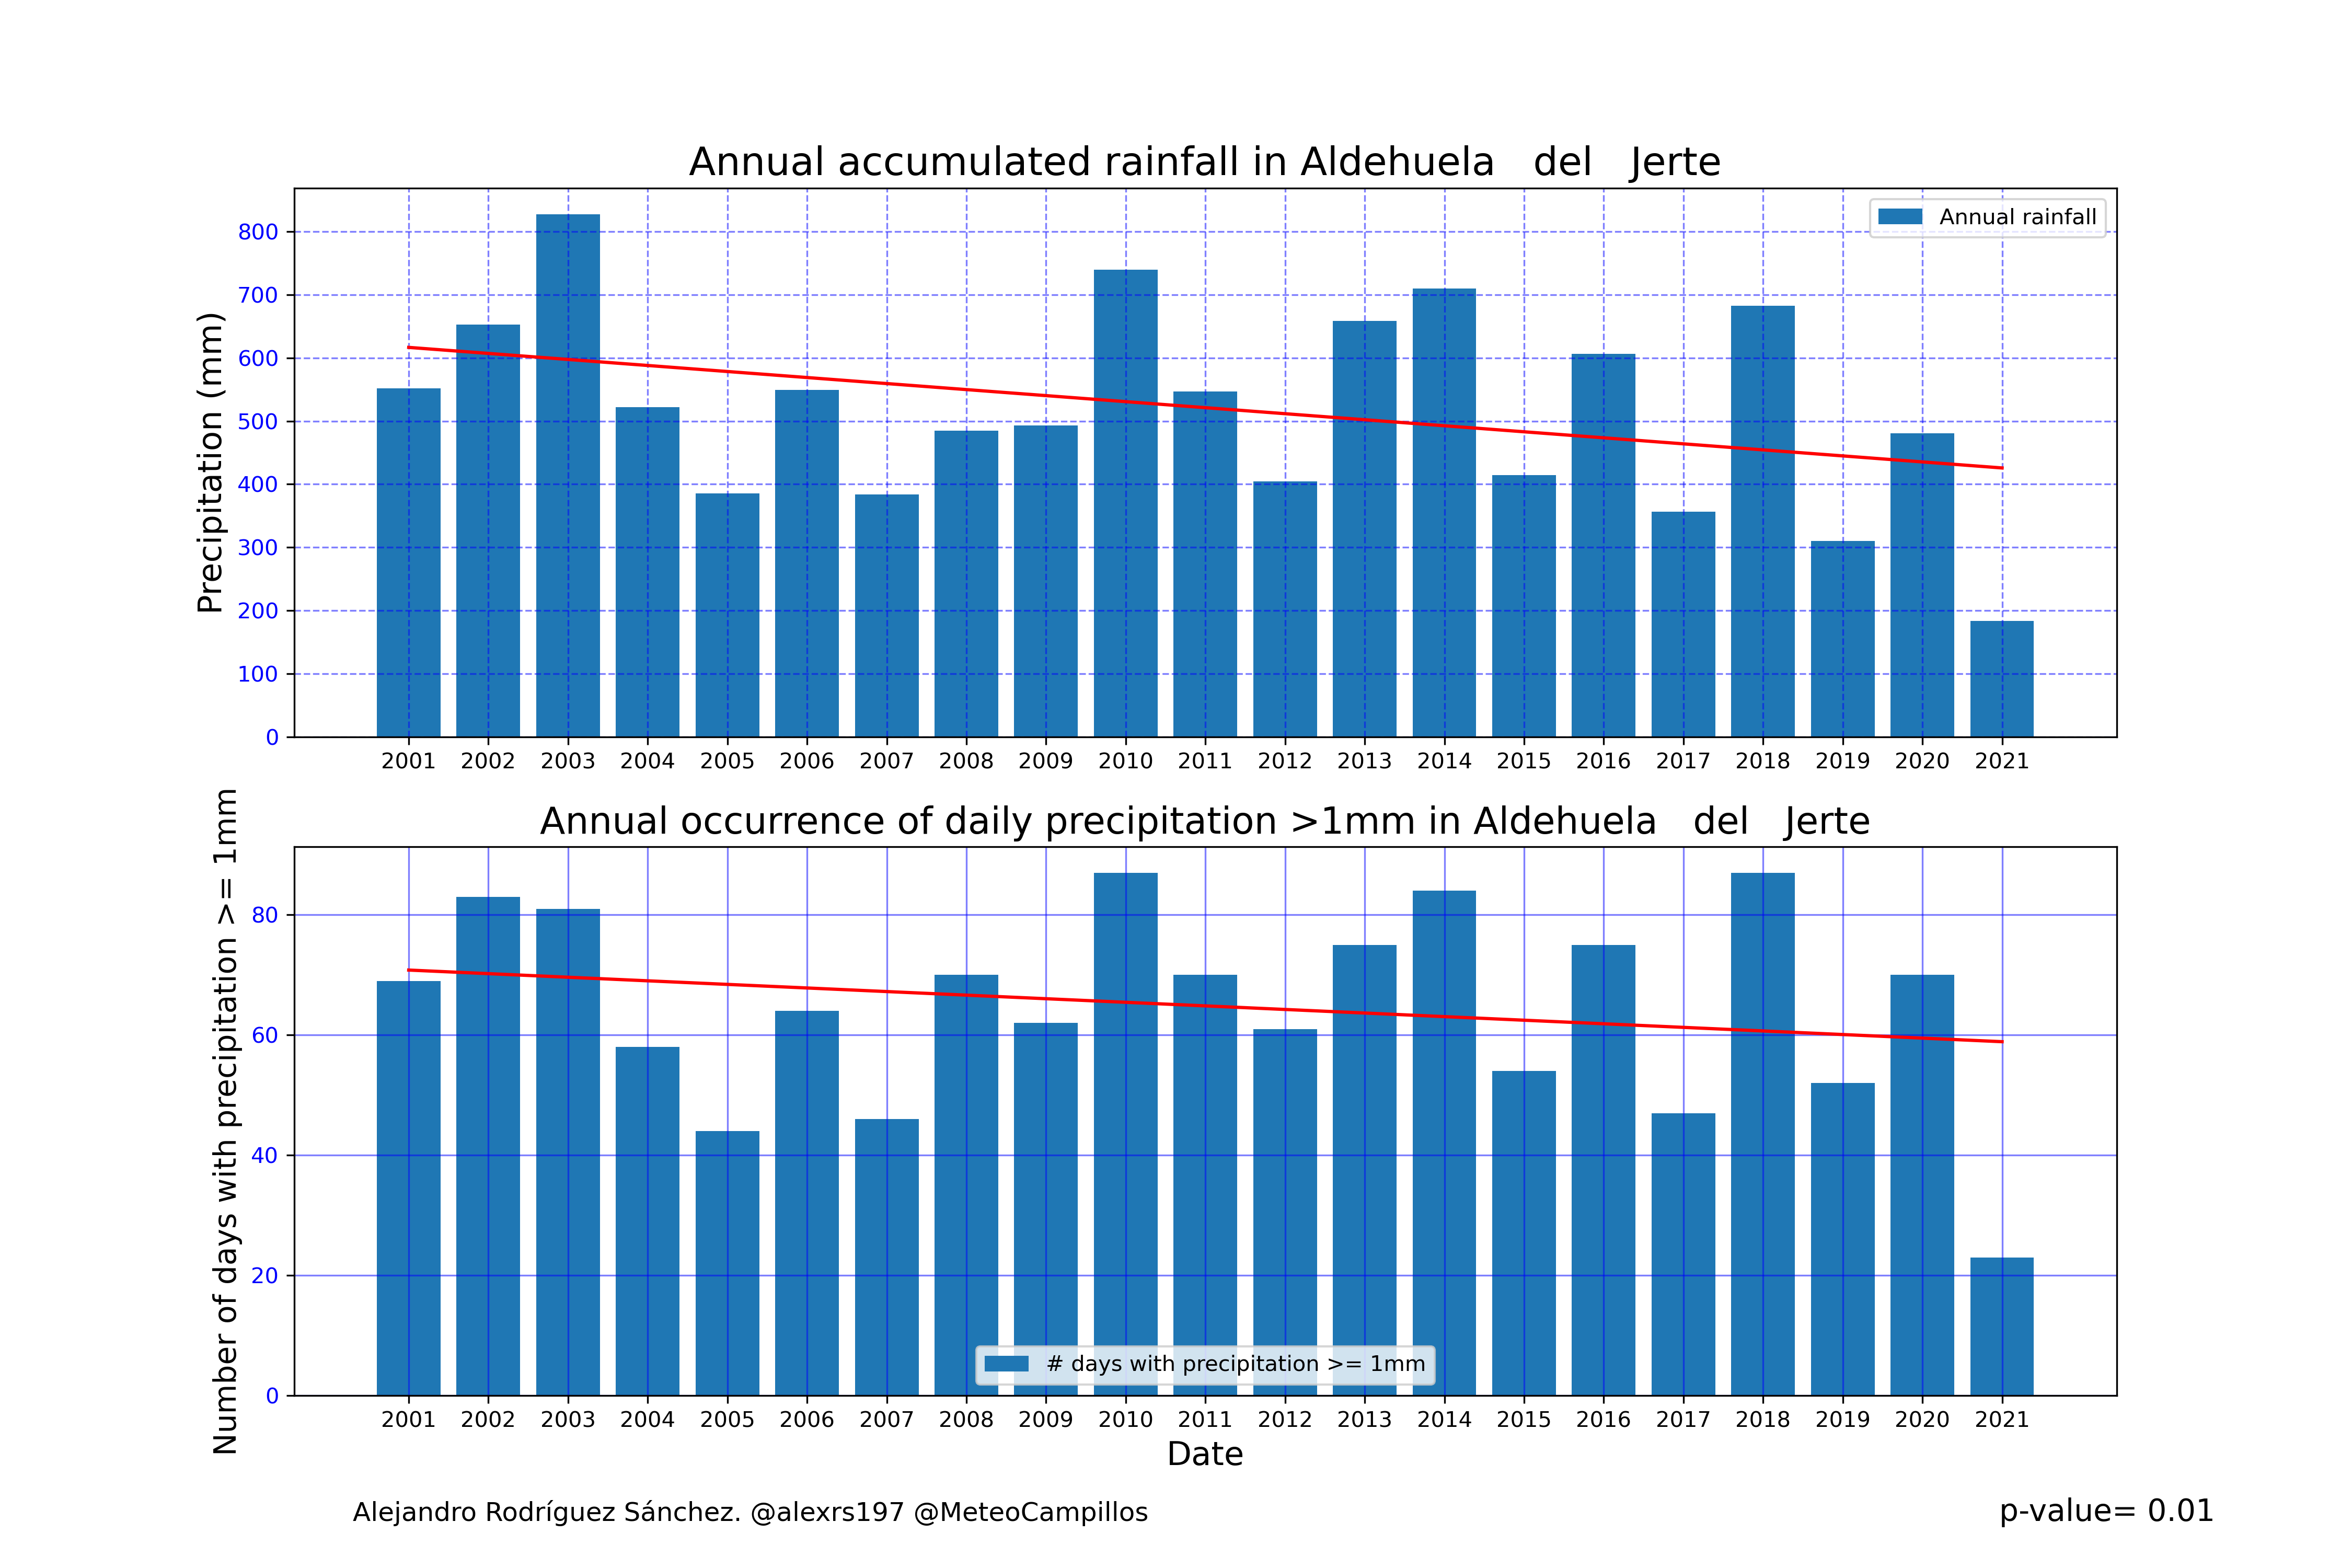 Annual accumulated rainfall in Aldehuela   del   Jerte
Precipitation (mm)
800
700
600
500
400
300
200
100
0
Annual rainfall
2001 2002 2003 2004 2005 2006 2007 2008 2009 2010 2011 2012 2013 2014 2015 2016 2017 2018 2019 2020 2021
Annual occurrence of daily precipitation >1mm in Aldehuela   del   Jerte
Number of days with precipitation >= 1mm
80
60
40
20
0
# days with precipitation >= 1mm
2001 2002 2003 2004 2005 2006 2007 2008 2009 2010 2011 2012 2013 2014 2015 2016 2017 2018 2019 2020 2021
Date
Alejandro Rodríguez Sánchez. @alexrs197 @MeteoCampillos
p-value= 0.01